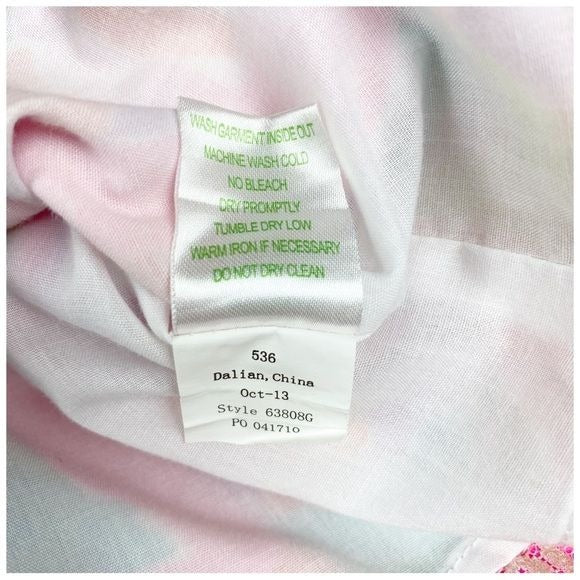 WASH GARMENT INSIDE OUT
MACHINE WASH COLD
NO BLEACH
DRY PROMPTLY
TUMBLE DRY LOW
WARM IRON IF NECESSARY
DO NOT DRY CLEAN
536
Dalian, China
Oct-13
Style 63808G
PO 041710